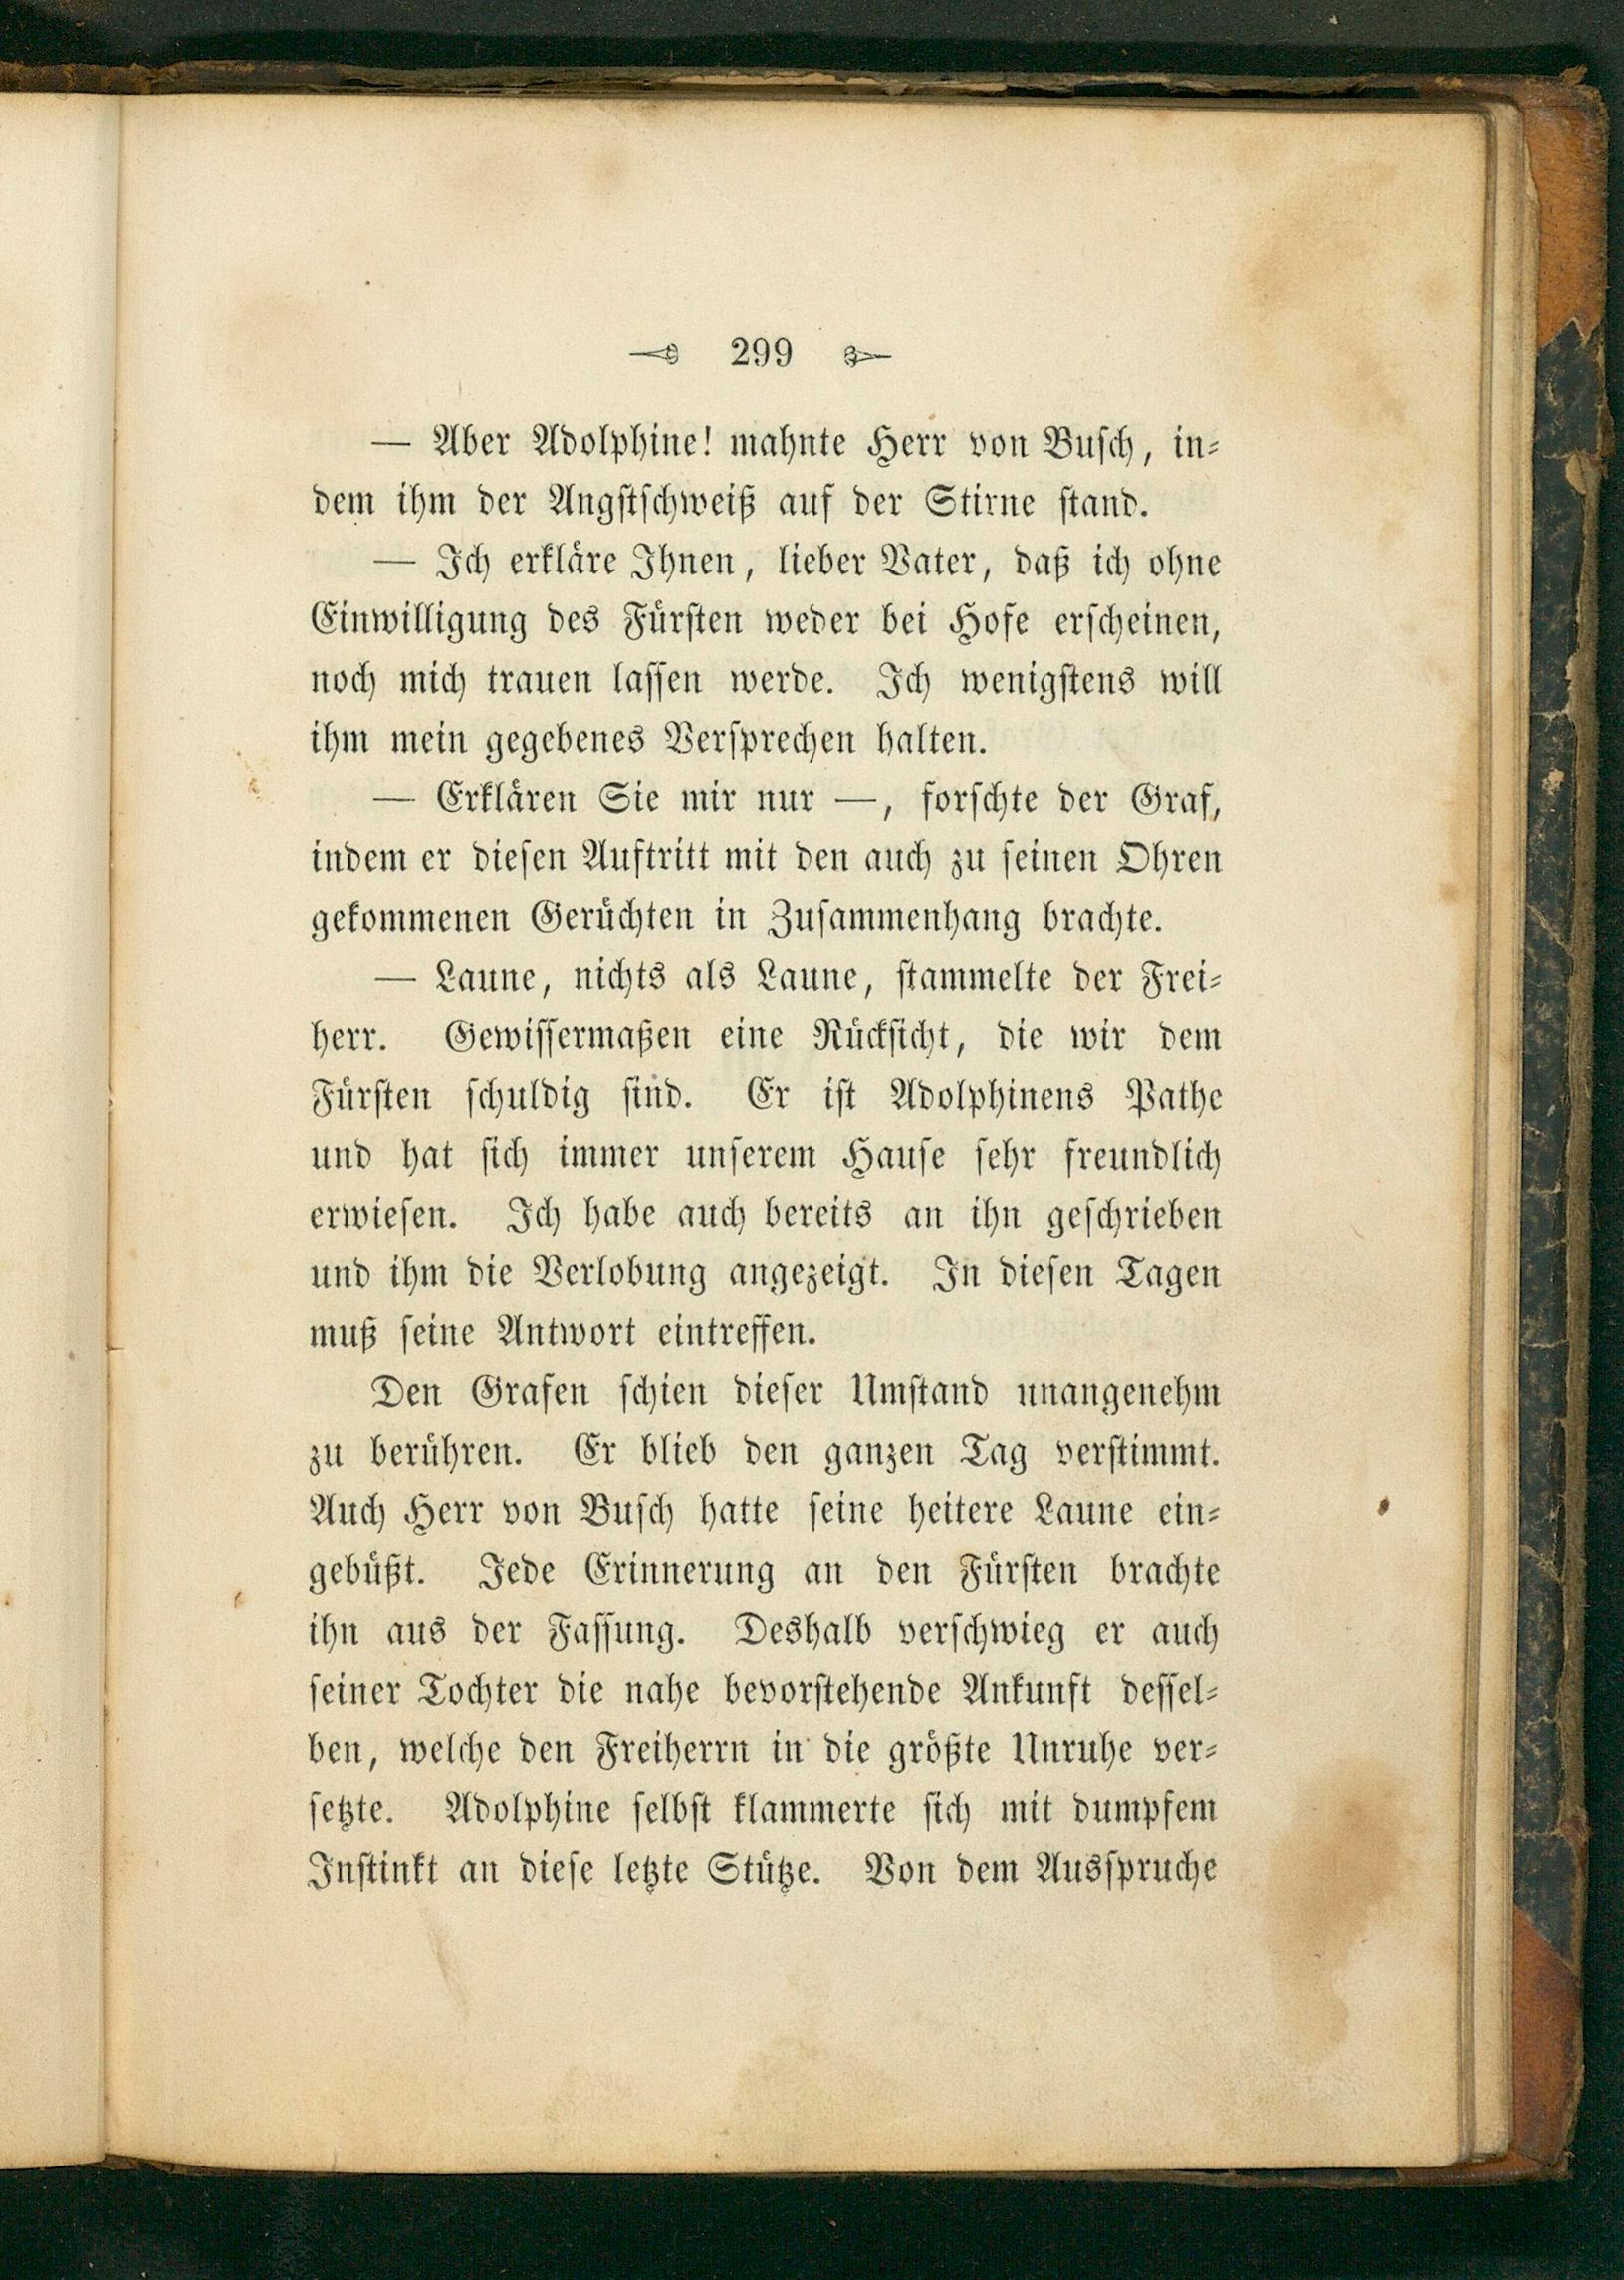 299
— Aber Adolphine! mahnte Herr von Busch, in-
dem ihm der Angstschweiß auf der Stirne stand.
— Ich erkläre Ihnen, lieber Vater, daß ich ohne
Einwilligung des Fürsten weder bei Hofe erscheinen,
noch mich trauen lassen werde. Ich wenigstens will
ihm mein gegebenes Versprechen halten.
— Erklären Sie mir nur —, forschte der Graf,
indem er diesen Auftritt mit den auch zu seinen Ohren
gekommenen Gerüchten in Zusammenhang brachte.
— Laune, nichts als Laune, stammelte der Frei-
herr. Gewissermaßen eine Rücksicht, die wir dem
Fürsten schuldig sind. Er ist Adolphinens Pathe
und hat sich immer unserem Hause sehr freundlich
erwiesen. Ich habe auch bereits an ihn geschrieben
und ihm die Verlobung angezeigt. In diesen Tagen
muß seine Antwort eintreffen.
Den Grafen schien dieser Umstand unangenehm
zu berühren. Er blieb den ganzen Tag verstimmt.
Auch Herr von Busch hatte seine heitere Laune ein-
gebüßt. Jede Erinnerung an den Fürsten brachte
ihn aus der Fassung. Deshalb verschwieg er auch
seiner Tochter die nahe bevorstehende Ankunft dessel-
ben, welche den Freiherrn in die größte Unruhe ver-
setzte. Adolphine selbst klammerte sich mit dumpfem
Instinkt an diese letzte Stütze. Von dem Ausspruche